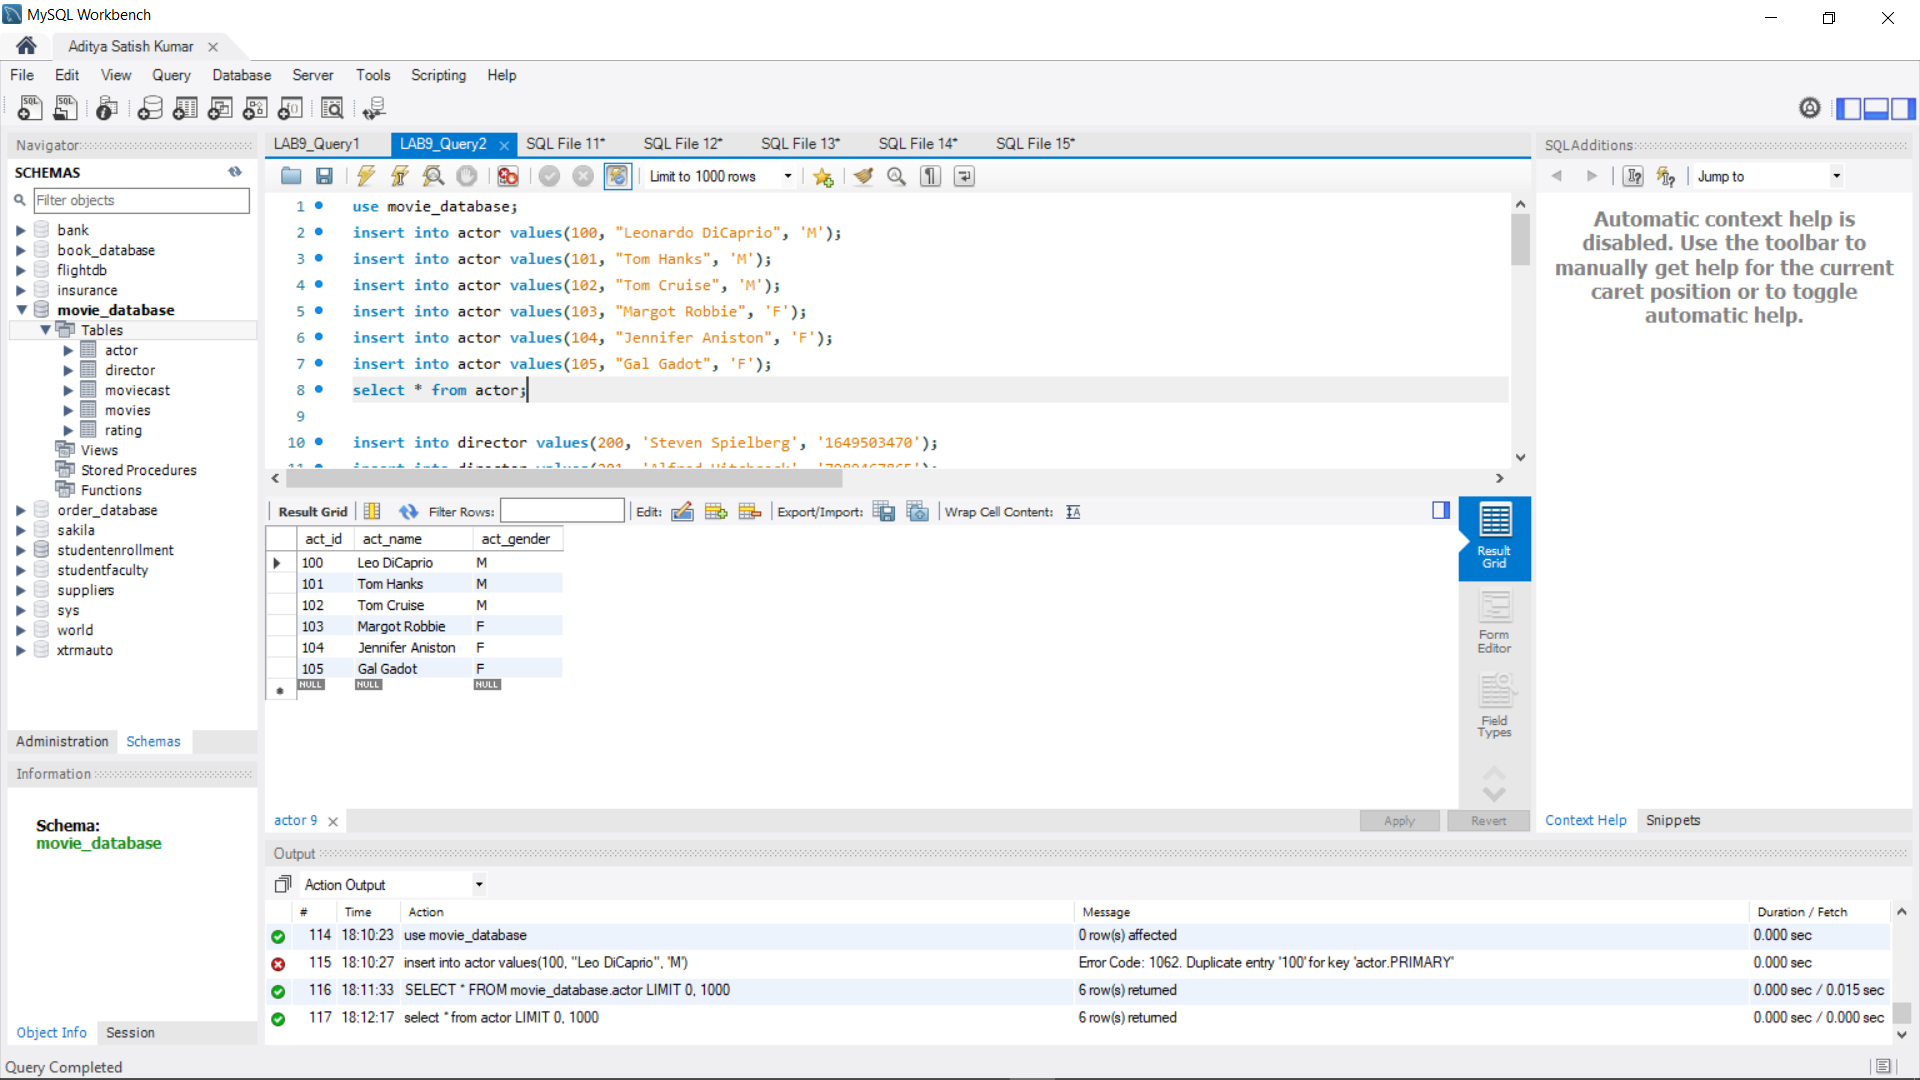 MySQL Workbench
Aditya Satish Kumar
File Edit View Query Database Server Tools Scripting Help
Navigator
SCHEMAS
Filter objects
bank
book_database
flightdb
insurance
movie_database
Tables
actor
director
moviecast
movies
rating
Views
Stored Procedures
Functions
order_database
sakila
studentenrollment
studentfaculty
suppliers
sys
world
xtrmauto
Administration Schemas
Information
Schema:
movie_database
Object Info Session
Query Completed
LAB9_Query1 LAB9_Query2 SQL File 11* SQL File 12* SQL File 13* SQL File 14* SQL File 15*
Limit to 1000 rows
1 use movie_database;
2 insert into actor values(100, "Leonardo DiCaprio", 'M');
3 insert into actor values(101, "Tom Hanks", 'M');
4 insert into actor values(102, "Tom Cruise", 'M');
5 insert into actor values(103, "Margot Robbie", 'F');
6 insert into actor values(104, "Jennifer Aniston", 'F');
7 insert into actor values(105, "Gal Gadot", 'F');
8 select * from actor;
9
10 insert into director values(200, 'Steven Spielberg', '1649503470');
Result Grid Filter Rows: Edit: Export/Import: Wrap Cell Content:
act_id act_name act_gender
100 Leo DiCaprio M
101 Tom Hanks M
102 Tom Cruise M
103 Margot Robbie F
104 Jennifer Aniston F
105 Gal Gadot F
NULL NULL NULL
Result
Grid
Form
Editor
Field
Types
actor 9
Apply Revert
SQLAdditions
Jump to
Automatic context help is
disabled. Use the toolbar to
manually get help for the current
caret position or to toggle
automatic help.
Context Help Snippets
Output
Action Output
# Time Action Message Duration / Fetch
114 18:10:23 use movie_database 0 row(s) affected 0.000 sec
115 18:10:27 insert into actor values(100, "Leo DiCaprio", 'M') Error Code: 1062. Duplicate entry '100' for key 'actor.PRIMARY' 0.000 sec
116 18:11:33 SELECT * FROM movie_database.actor LIMIT 0, 1000 6 row(s) returned 0.000 sec / 0.015 sec
117 18:12:17 select * from actor LIMIT 0, 1000 6 row(s) returned 0.000 sec / 0.000 sec